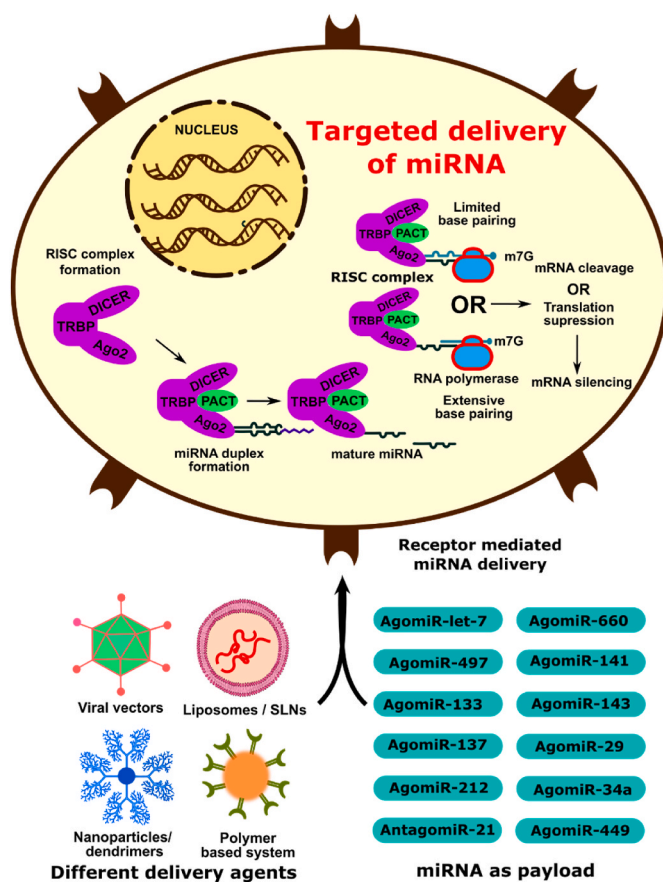 NUCLEUS
Targeted delivery
of miRNA
RISC complex
formation
DICER
TRBP
Ago2
DICER
TRBP
PACT
Ago2
miRNA duplex
formation
DICER
TRBP
PACT
Ago2
mature miRNA
DICER
TRBP
PACT
Ago2
Limited
base pairing
m7G
RISC complex
OR
DICER
TRBP
PACT
Ago2
m7G
RNA polymerase
Extensive
base pairing
mRNA cleavage
OR
Translation
supression
mRNA silencing
Receptor mediated
miRNA delivery
Viral vectors
Liposomes / SLNs
Nanoparticles/
dendrimers
Polymer
based system
Different delivery agents
AgomiR-let-7
AgomiR-660
AgomiR-497
AgomiR-141
AgomiR-133
AgomiR-143
AgomiR-137
AgomiR-29
AgomiR-212
AgomiR-34a
AntagomiR-21
AgomiR-449
miRNA as payload